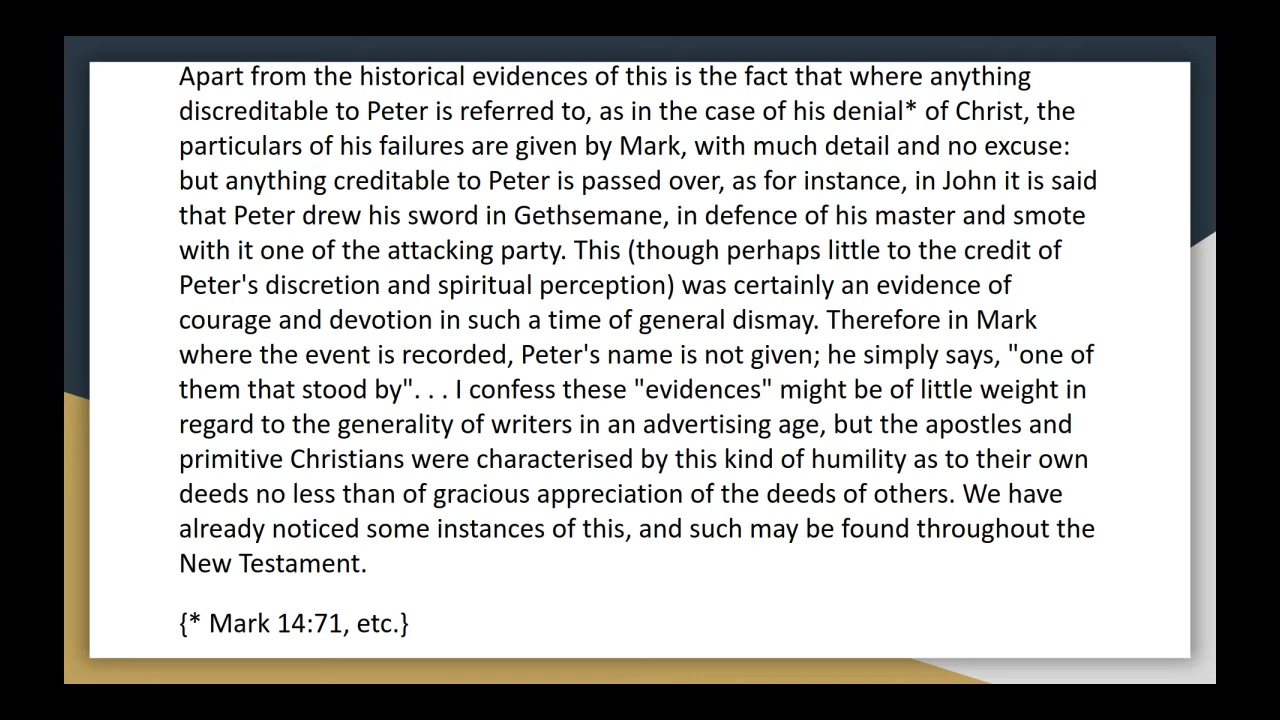 Apart from the historical evidences of this is the fact that where anything
discreditable to Peter is referred to, as in the case of his denial* of Christ, the
particulars of his failures are given by Mark, with much detail and no excuse:
but anything creditable to Peter is passed over, as for instance, in John it is said
that Peter drew his sword in Gethsemane, in defence of his master and smote
with it one of the attacking party. This (though perhaps little to the credit of
Peter's discretion and spiritual perception) was certainly an evidence of
courage and devotion in such a time of general dismay. Therefore in Mark
where the event is recorded, Peter's name is not given; he simply says, "one of
them that stood by". . . I confess these "evidences" might be of little weight in
regard to the generality of writers in an advertising age, but the apostles and
primitive Christians were characterised by this kind of humility as to their own
deeds no less than of gracious appreciation of the deeds of others. We have
already noticed some instances of this, and such may be found throughout the
New Testament.
{* Mark 14:71, etc.}